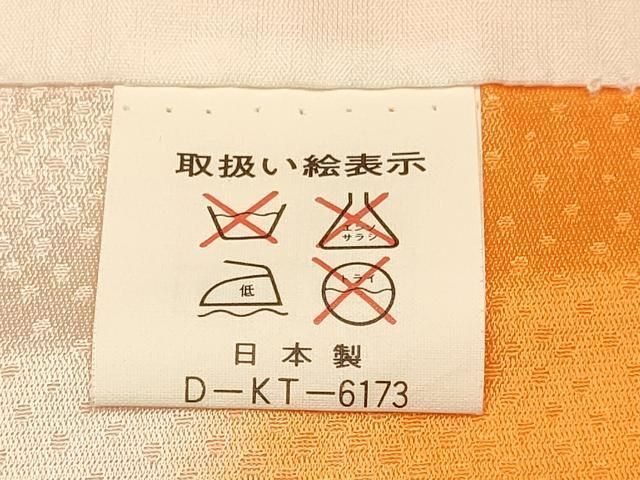 取扱い絵表示
エンソ
サラシ
低
ドライ
日本製
D-KT-6173